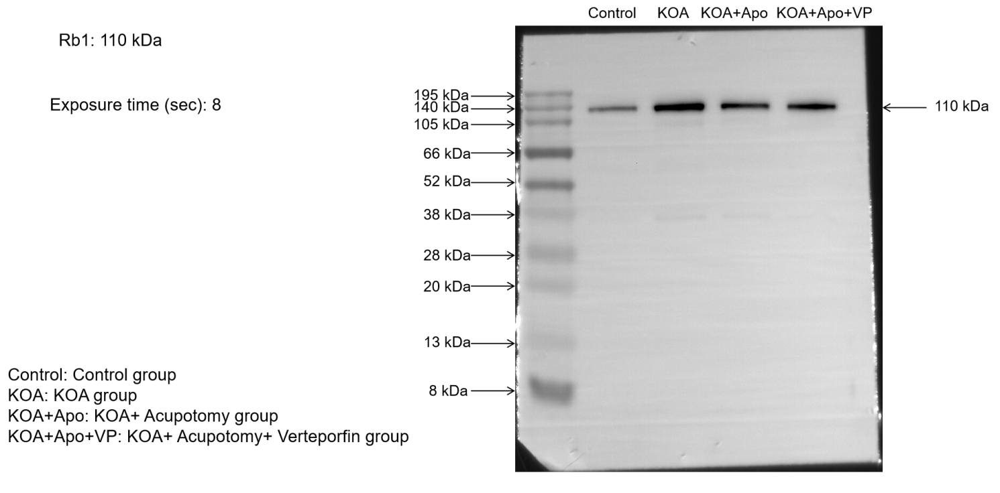 Control KOA KOA+Apo KOA+Apo+VP
Rb1: 110 kDa
Exposure time (sec): 8
195 kDa
140 kDa
110 kDa
105 kDa
66 kDa
52 kDa
38 kDa
28 kDa
20 kDa
13 kDa
8 kDa
Control: Control group
KOA: KOA group
KOA+Apo: KOA+ Acupotomy group
KOA+Apo+VP: KOA+ Acupotomy+ Verteporfin group